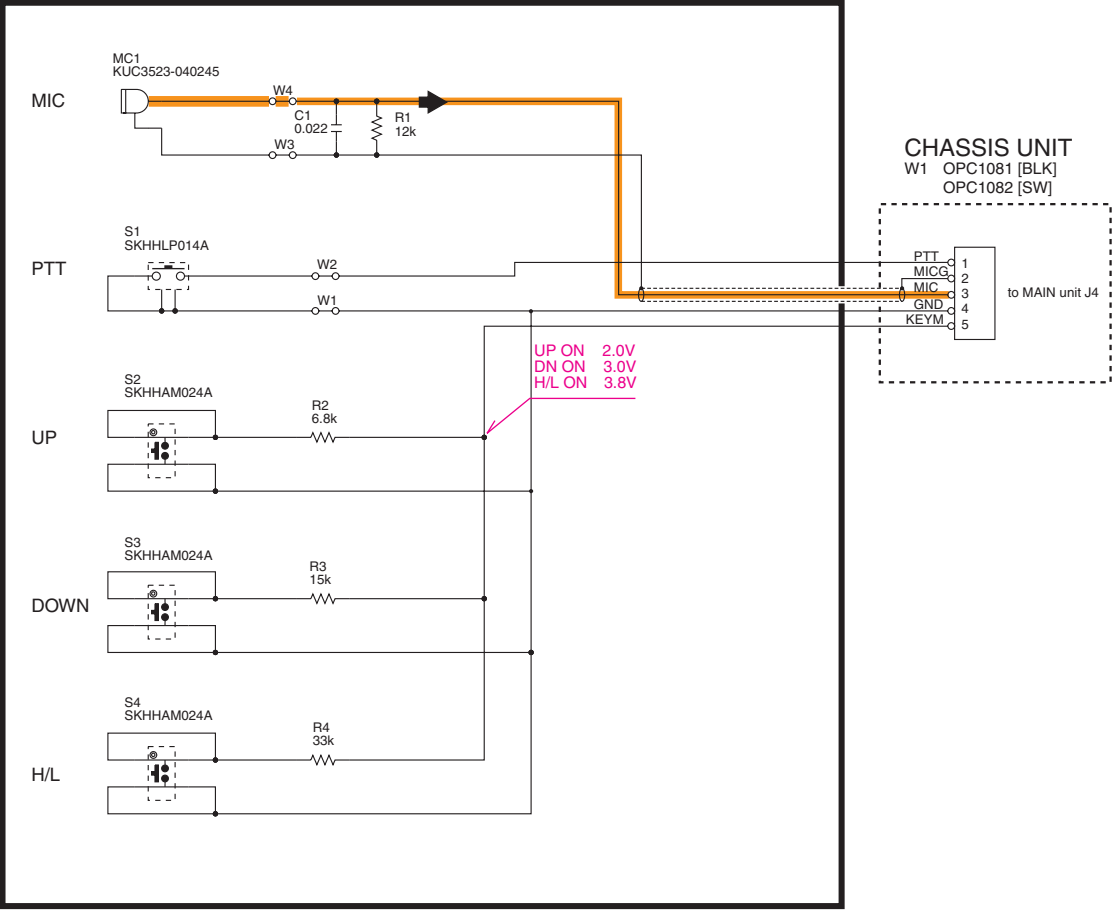 MC1
KUC3523-040245
MIC
W4
C1
0.022
R1
12k
W3
CHASSIS UNIT
W1 OPC1081 [BLK]
OPC1082 [SW]
S1
SKHHLP014A
PTT
W2
W1
PTT 1
MICG 2
MIC 3
GND 4
KEYM 5
to MAIN unit J4
UP ON 2.0V
DN ON 3.0V
H/L ON 3.8V
S2
SKHHAM024A
UP
R2
6.8k
S3
SKHHAM024A
DOWN
R3
15k
S4
SKHHAM024A
H/L
R4
33k